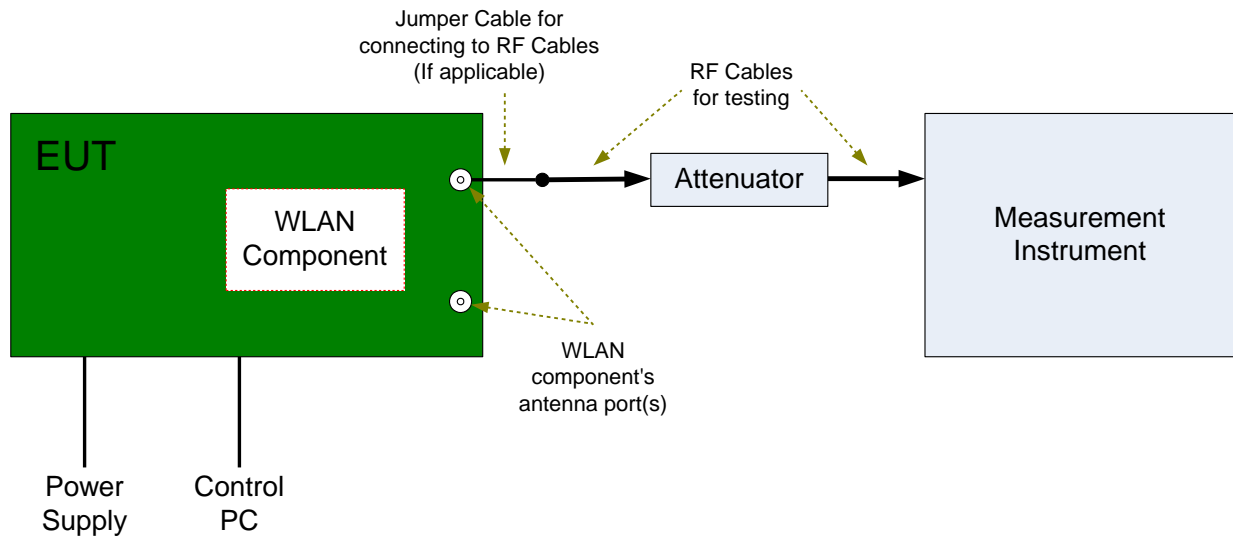 Jumper Cable for
connecting to RF Cables
(If applicable)
RF Cables
for testing
EUT
WLAN
Component
Attenuator
Measurement
Instrument
WLAN
component's
antenna port(s)
Power
Supply
Control
PC